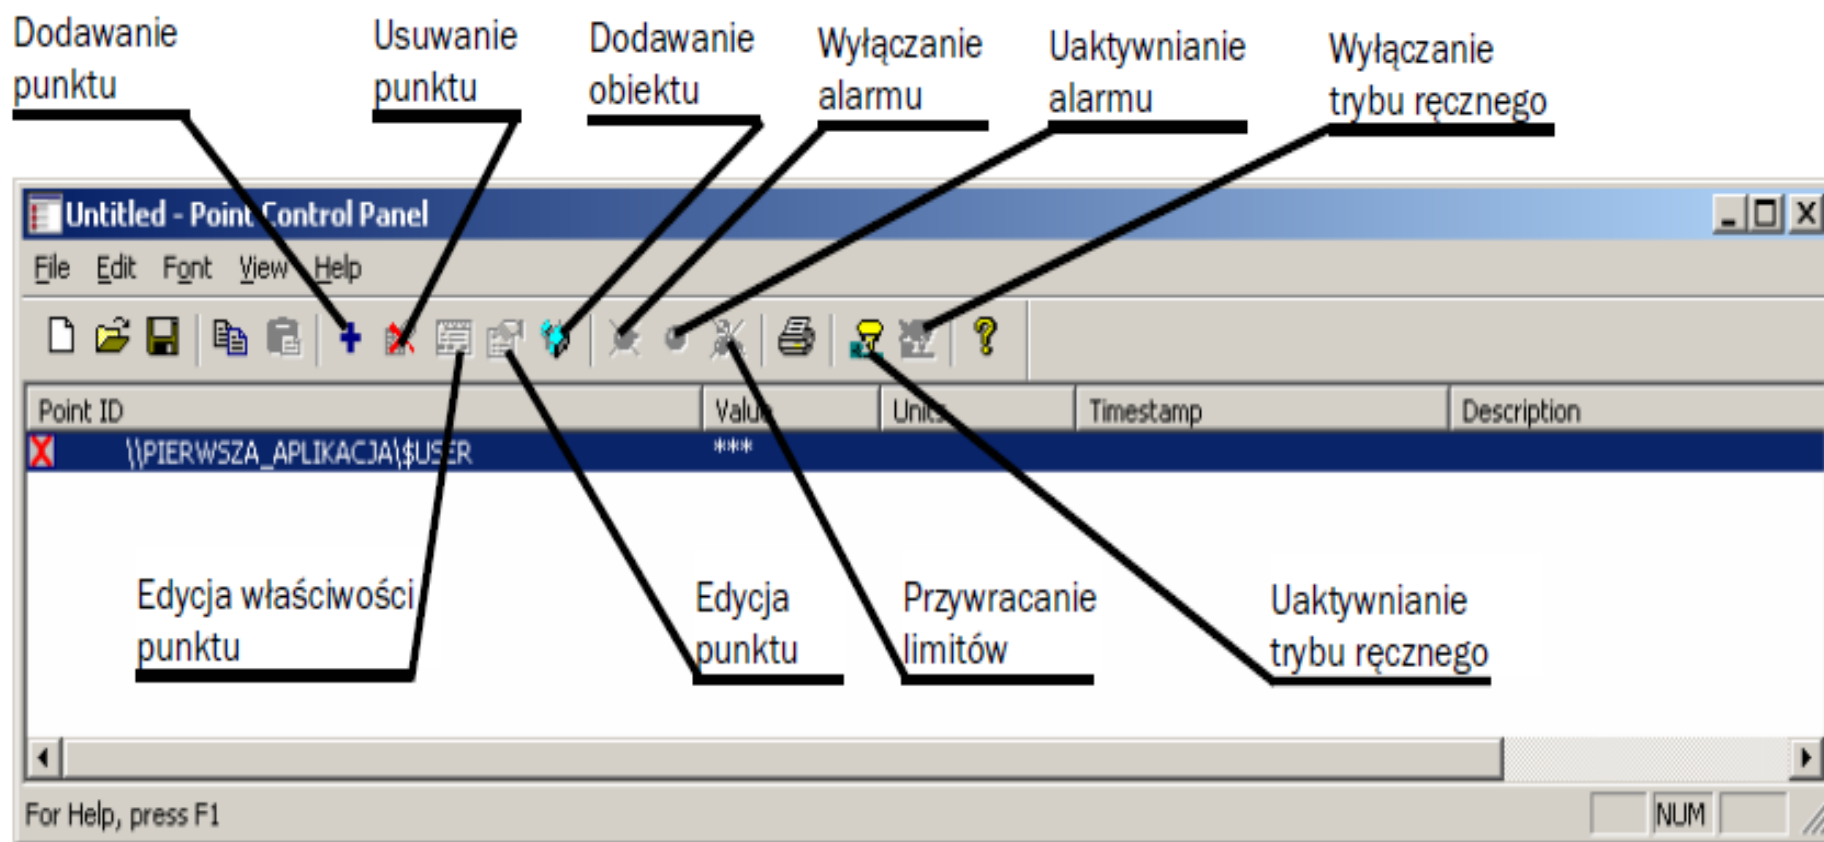 Dodawanie
punktu
Usuwanie
punktu
Dodawanie
obiektu
Wyłączanie
alarmu
Uaktywnianie
alarmu
Wyłączanie
trybu ręcznego
Untitled - Point Control Panel
File Edit Font View Help
Point ID Value Units Timestamp Description
\\PIERWSZA_APLIKACJA\$USER ***
Edycja właściwości
punktu
Edycja
punktu
Przywracanie
limitów
Uaktywnianie
trybu ręcznego
For Help, press F1 NUM